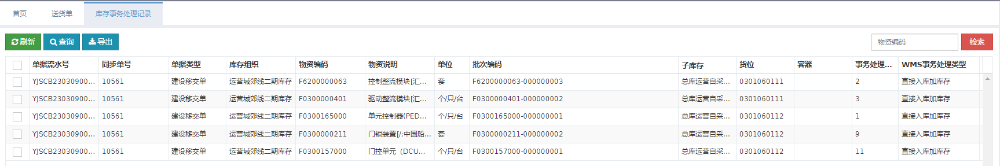 首页 送货单 库存事务处理记录
刷新 查询 导出 物资编码 检索
单据流水号 同步单号 单据类型 库存组织 物资编码 物资说明 单位 批次编码 子库存 货位 容器 事务处理... WMS事务处理类型
YJSCB23030900... 10561 建设移交单 运营城郊线二期库存 F6200000063 控制整流模块[汇... 套 F6200000063-000000003 总库运营自采... 0301060111 2 直接入库加库存
YJSCB23030900... 10561 建设移交单 运营城郊线二期库存 F0300000401 驱动整流模块[汇... 个/只/台 F0300000401-000000002 总库运营自采... 0301060111 3 直接入库加库存
YJSCB23030900... 10561 建设移交单 运营城郊线二期库存 F0300165000 单元控制器(PED... 个/只/台 F0300165000-000000001 总库运营自采... 0301060112 1 直接入库加库存
YJSCB23030900... 10561 建设移交单 运营城郊线二期库存 F0300000211 门锁装置[/;中国船... 套 F0300000211-000000002 总库运营自采... 0301060112 9 直接入库加库存
YJSCB23030900... 10561 建设移交单 运营城郊线二期库存 F0300157000 门控单元（DCU... 个/只/台 F0300157000-000000001 总库运营自采... 0301060112 11 直接入库加库存